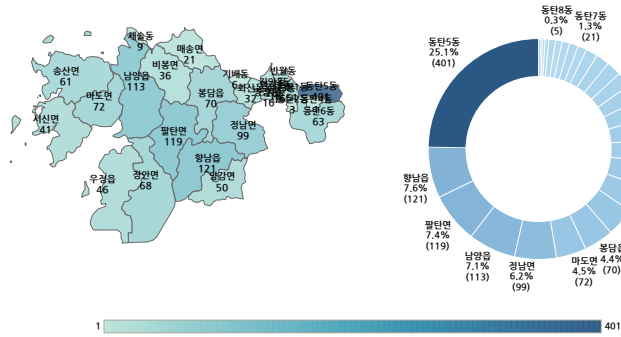 새솔동
9
매송면
21
비봉면
36
송산면
61
남양읍
113
기배동
반월동
마도면
72
봉담읍
70
32
16
동탄5동
401
3
동탄6동
63
서신면
41
팔탄면
119
정남면
99
향남읍
121
우정읍
46
장안면
68
양감면
50
1
401
동탄8동
0.3%
(5)
동탄7동
1.3%
(21)
동탄5동
25.1%
(401)
향남읍
7.6%
(121)
팔탄면
7.4%
(119)
남양읍
7.1%
(113)
정남면
6.2%
(99)
마도면
4.5%
(72)
봉담읍
4.4%
(70)